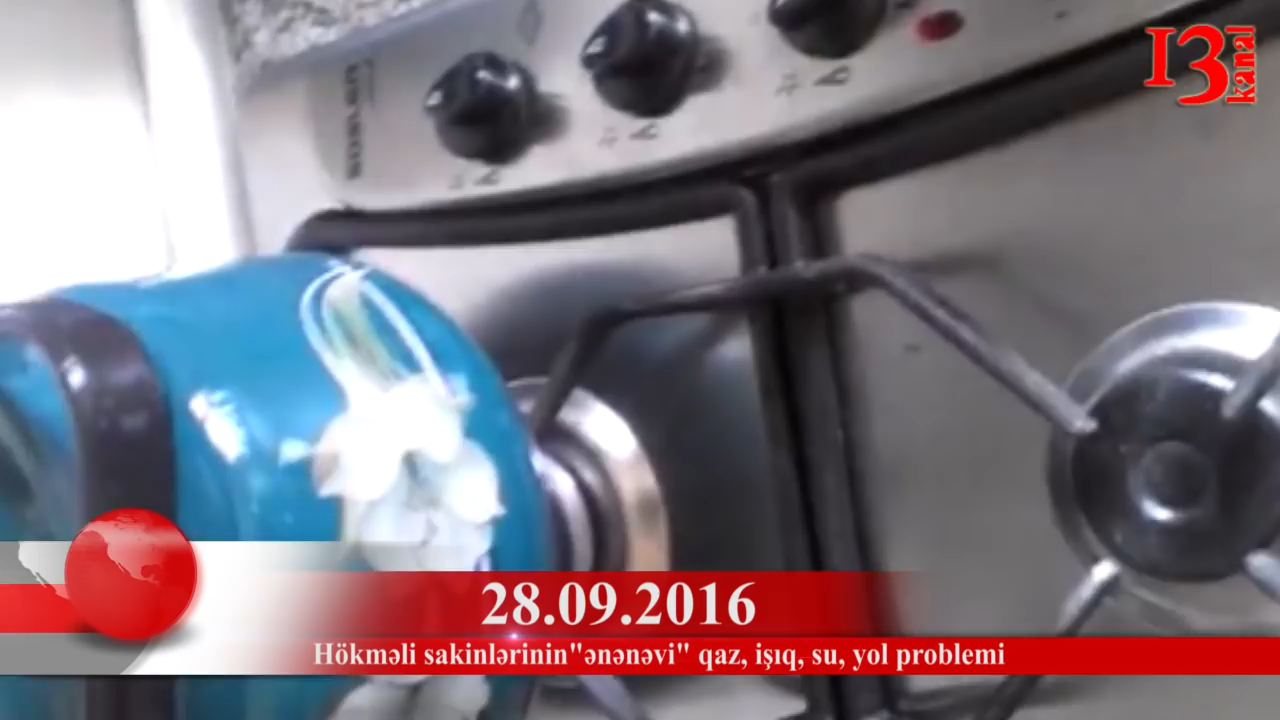 13
kanal
28.09.2016
Hökməli sakinlərinin"ənənəvi" qaz, işıq, su, yol problemi